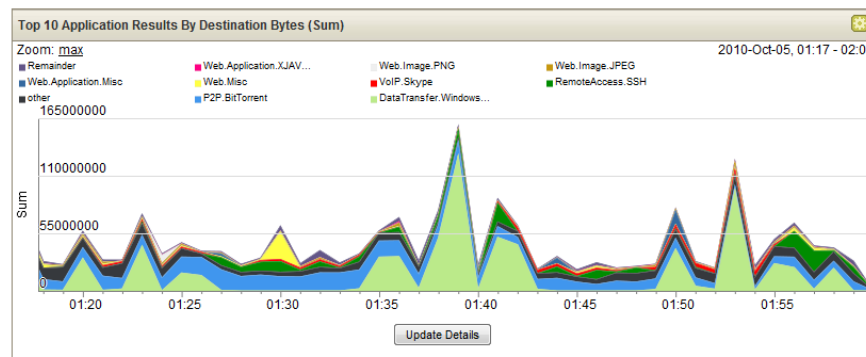 Top 10 Application Results By Destination Bytes (Sum)
Zoom: max 2010-Oct-05, 01:17 - 02:0
Remainder Web.Application.XJAV... Web.Image.PNG Web.Image.JPEG
Web.Application.Misc Web.Misc VoIP.Skype RemoteAccess.SSH
other P2P.BitTorrent DataTransfer.Windows...
165000000
110000000
Sum
55000000
0
01:20 01:25 01:30 01:35 01:40 01:45 01:50 01:55
Update Details